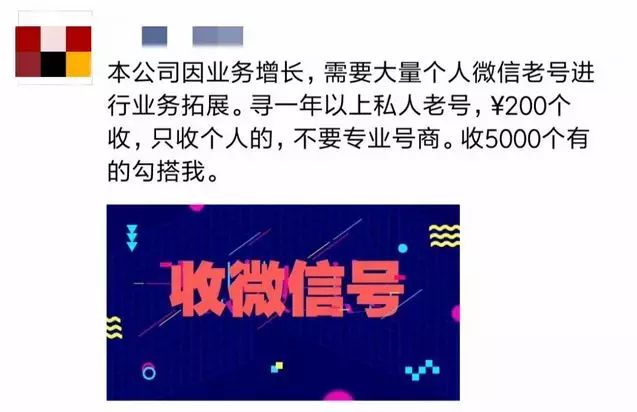 本公司因业务增长，需要大量个人微信老号进
行业务拓展。寻一年以上私人老号，¥200个
收，只收个人的，不要专业号商。收5000个有
的勾搭我。
收微信号